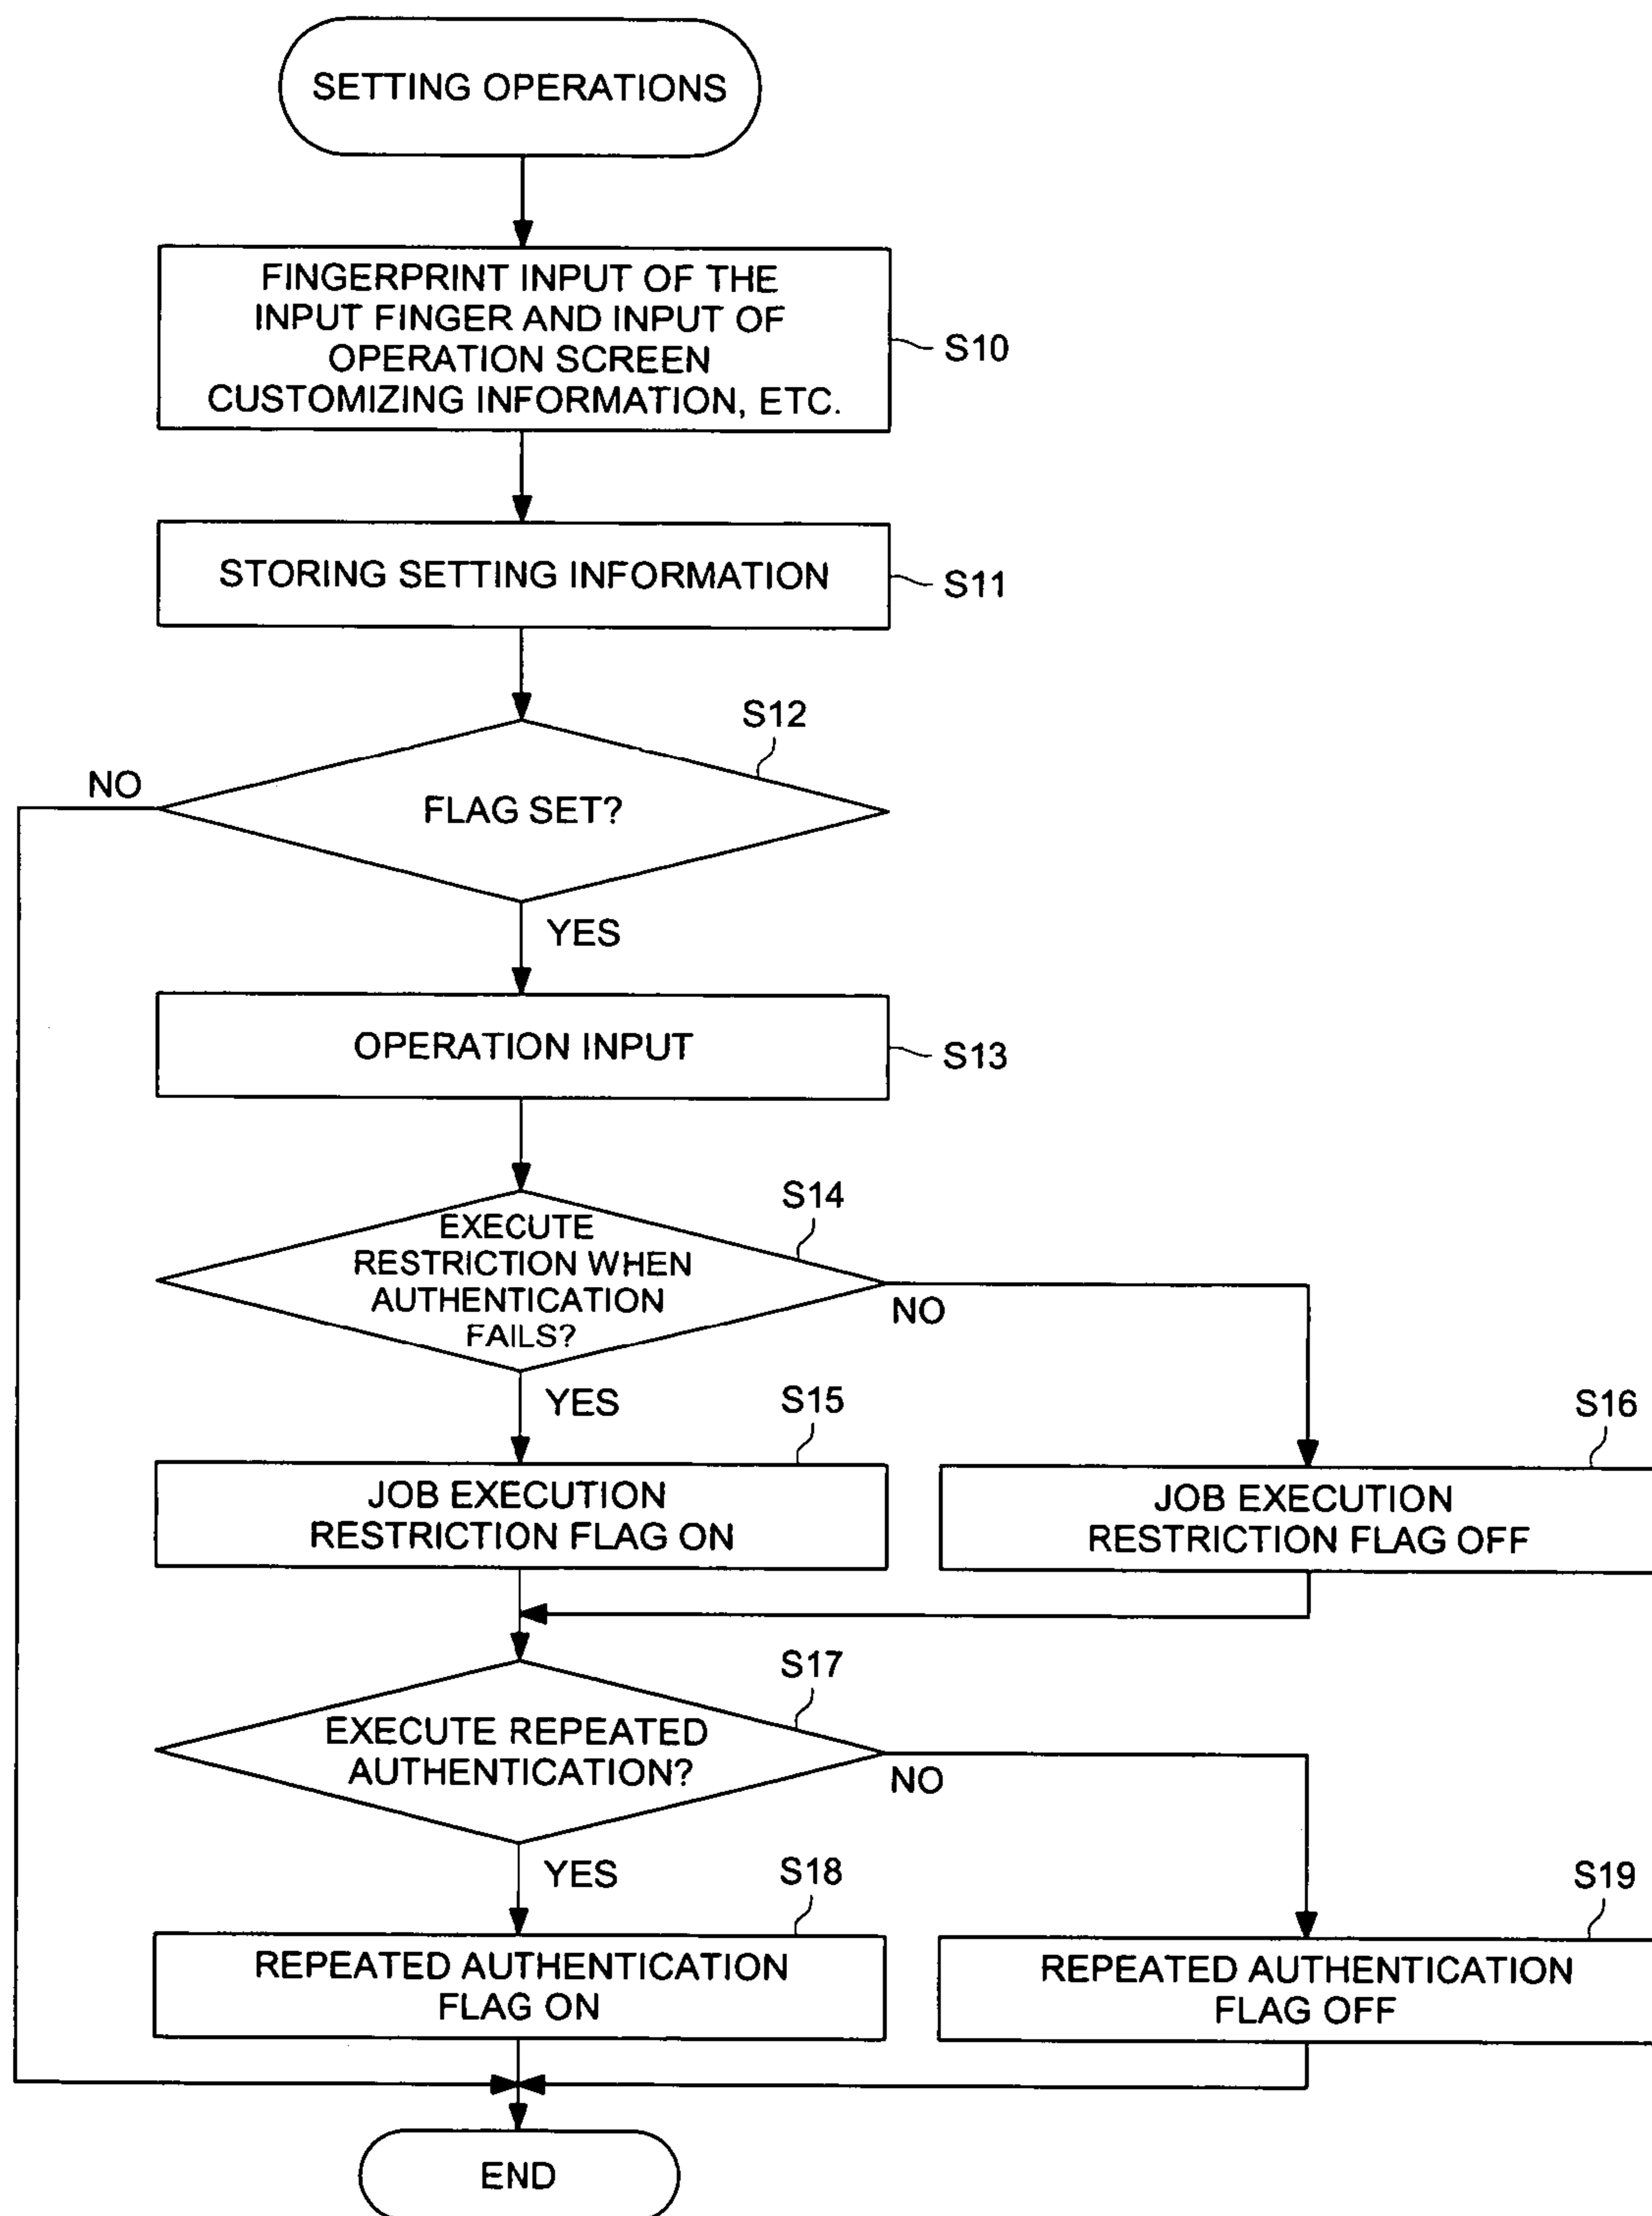 SETTING OPERATIONS
FINGERPRINT INPUT OF THE
INPUT FINGER AND INPUT OF
OPERATION SCREEN
CUSTOMIZING INFORMATION, ETC.
S10
STORING SETTING INFORMATION
S11
S12
NO
FLAG SET?
YES
OPERATION INPUT
S13
S14
EXECUTE
RESTRICTION WHEN
AUTHENTICATION
FAILS?
NO
YES
S15
S16
JOB EXECUTION
RESTRICTION FLAG ON
JOB EXECUTION
RESTRICTION FLAG OFF
S17
EXECUTE REPEATED
AUTHENTICATION?
NO
YES
S18
S19
REPEATED AUTHENTICATION
FLAG ON
REPEATED AUTHENTICATION
FLAG OFF
END